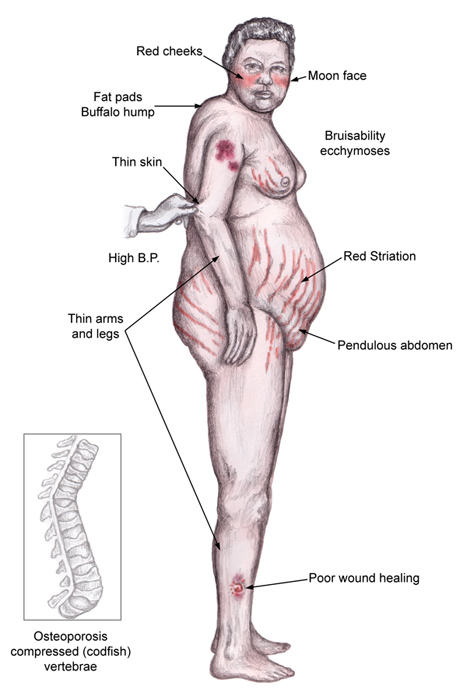 Red cheeks
Moon face
Fat pads
Buffalo hump
Bruisability
ecchymoses
Thin skin
High B.P.
Red Striation
Thin arms
and legs
Pendulous abdomen
Poor wound healing
Osteoporosis
compressed (codfish)
vertebrae